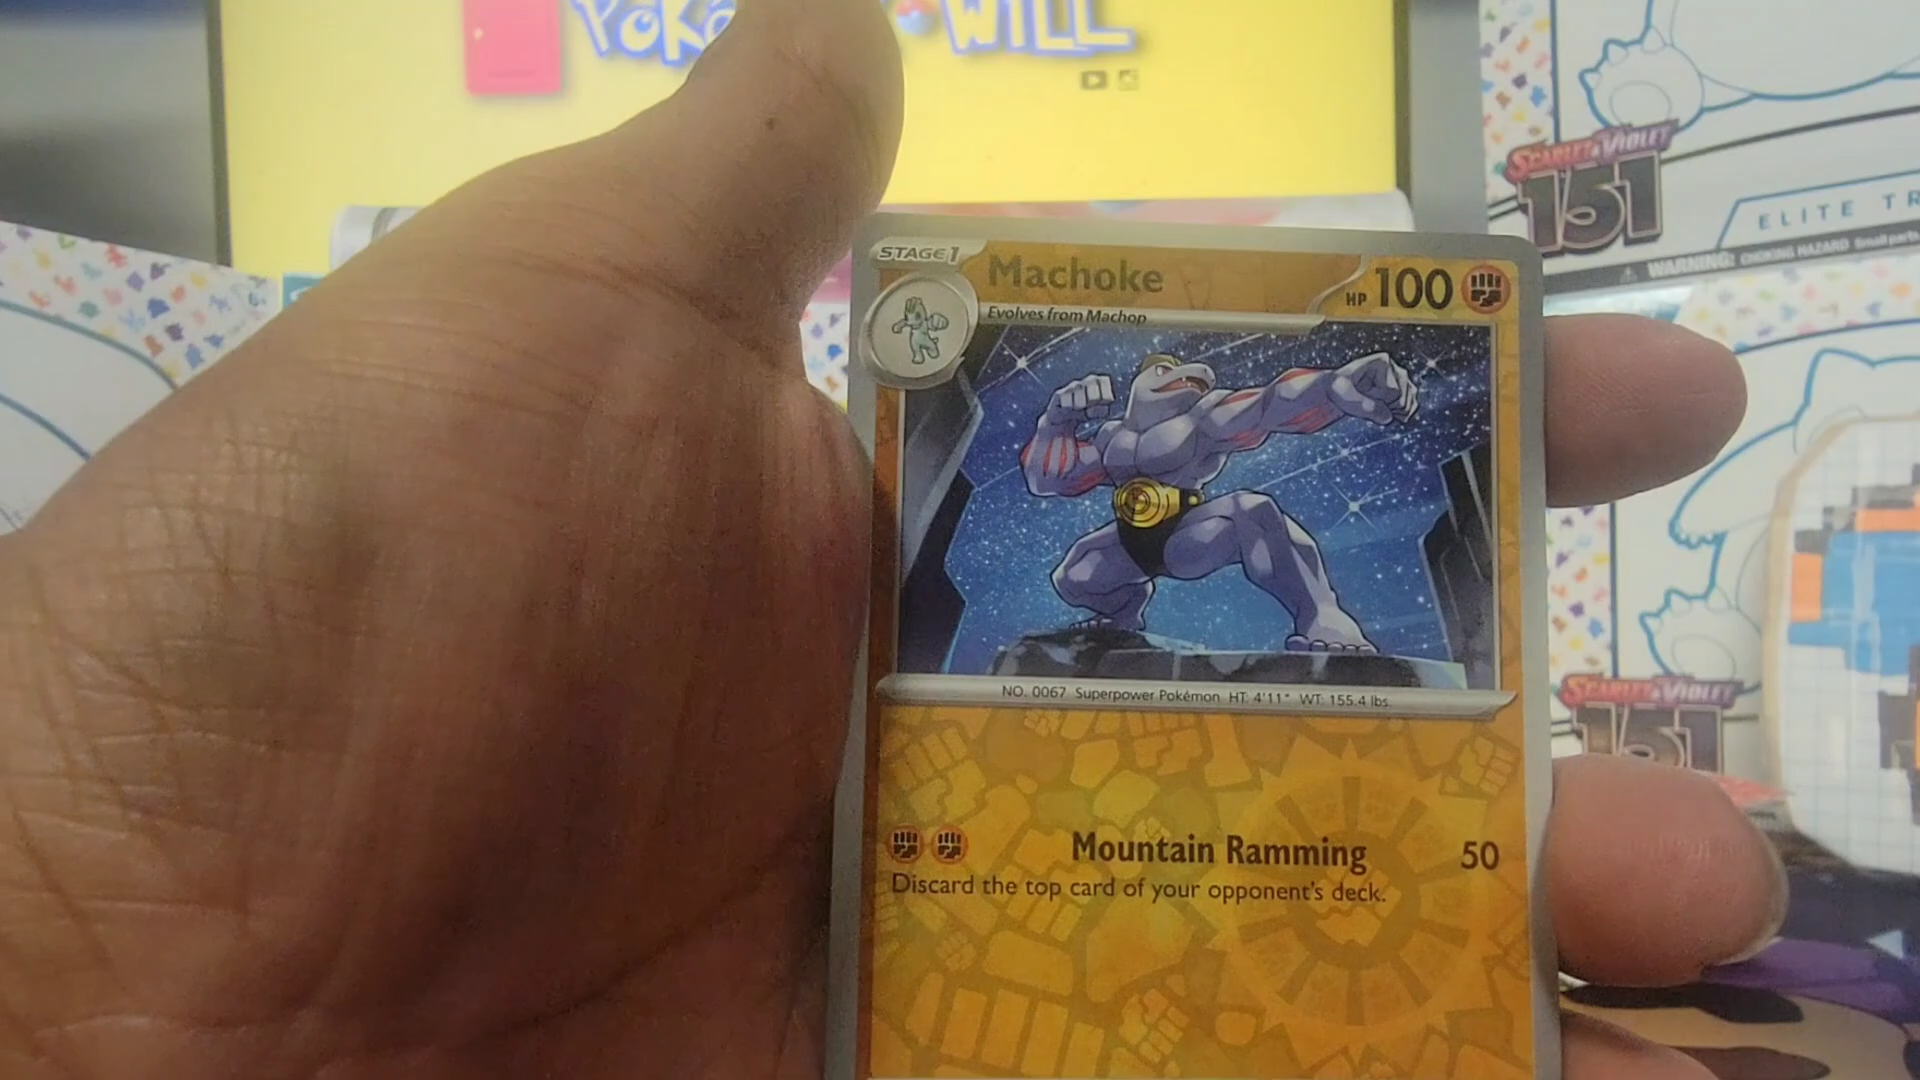 WILL
SCARLET & VIOLET
151
ELITE TR
WARNING: CHOKING HAZARD Small parts
STAGE 1
Machoke
HP 100
Evolves from Machop
NO. 0067 Superpower Pokémon HT: 4'11" WT: 155.4 lbs.
Mountain Ramming 50
Discard the top card of your opponent's deck.
SCARLET & VIOLET
151